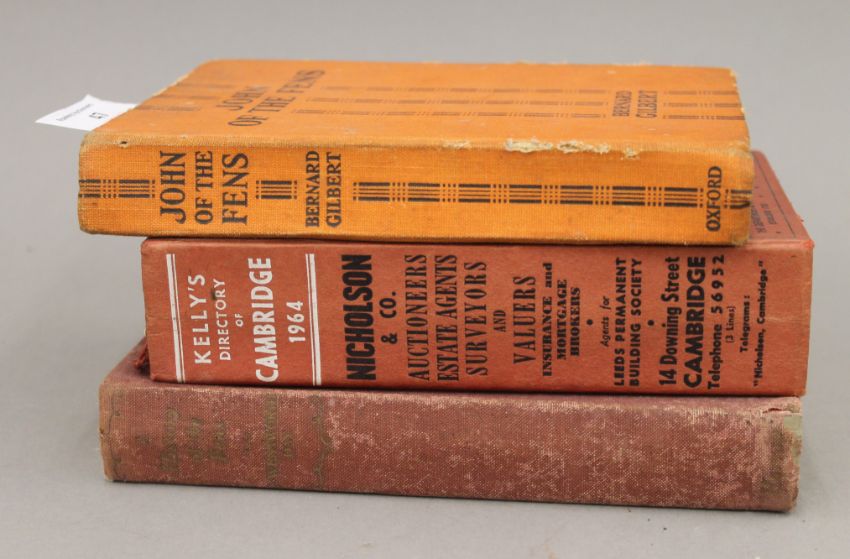 JOHN
OF THE FENS
BERNARD
GILBERT
47
JOHN
OF THE
FENS
BERNARD
GILBERT
OXFORD
KELLY'S
DIRECTORY
OF
CAMBRIDGE
1964
NICHOLSON
& CO.
AUCTIONEERS
ESTATE AGENTS
SURVEYORS
AND
VALUERS
INSURANCE and
MORTGAGE
BROKERS
•
Agents for
LEEDS PERMANENT
BUILDING SOCIETY
•
14 Downing Street
CAMBRIDGE
Telephone 56952
(3 Lines)
Telegrams:
"Nicholson, Cambridge"